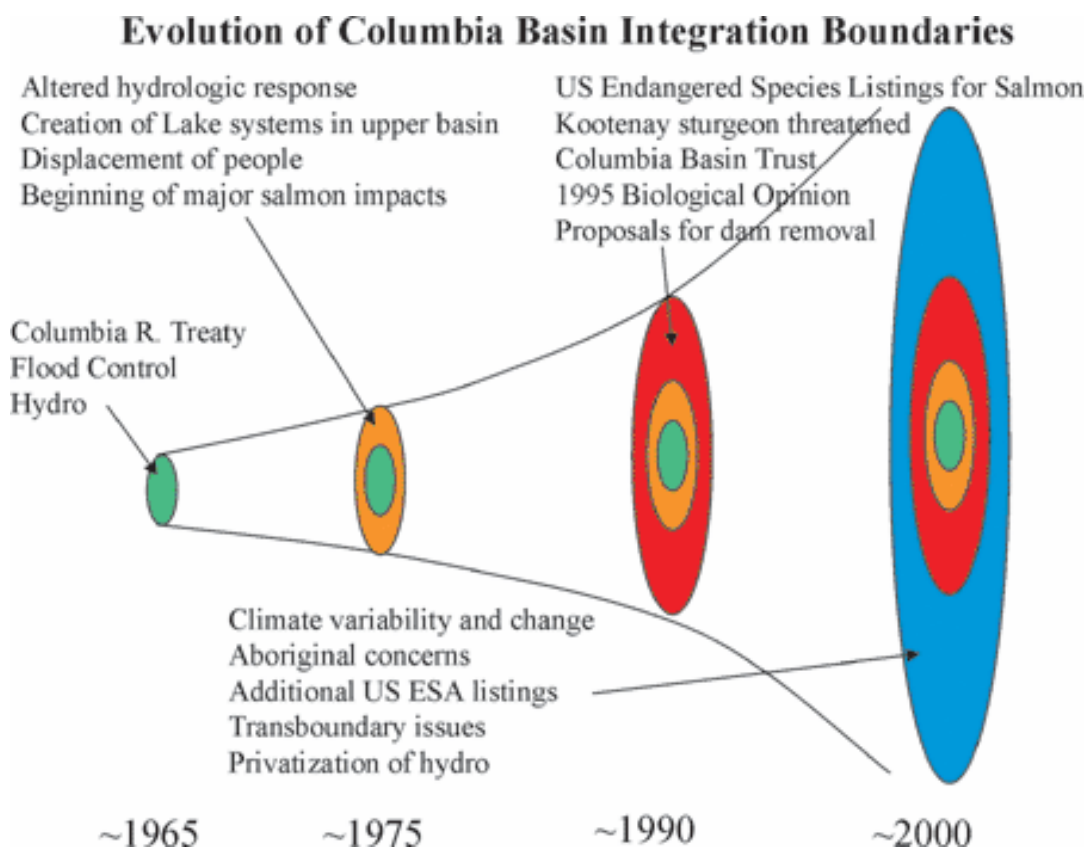 Evolution of Columbia Basin Integration Boundaries
Altered hydrologic response
Creation of Lake systems in upper basin
Displacement of people
Beginning of major salmon impacts
US Endangered Species Listings for Salmon
Kootenay sturgeon threatened
Columbia Basin Trust
1995 Biological Opinion
Proposals for dam removal
Columbia R. Treaty
Flood Control
Hydro
Climate variability and change
Aboriginal concerns
Additional US ESA listings
Transboundary issues
Privatization of hydro
~1965
~1975
~1990
~2000